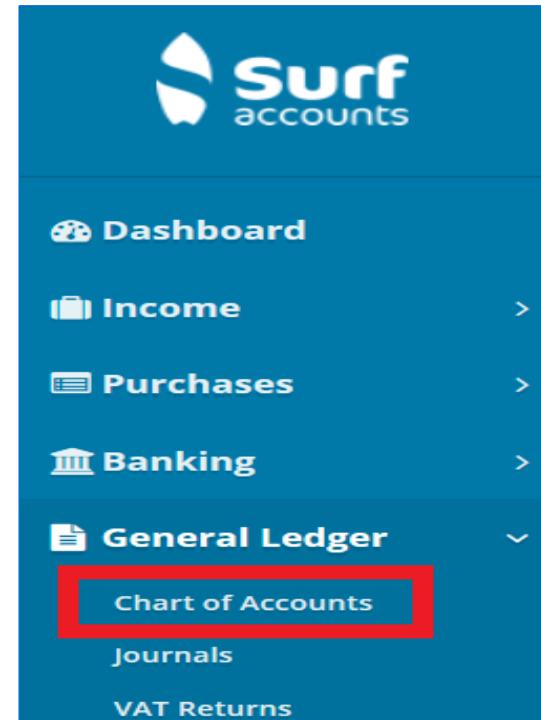 Surf
accounts
Dashboard
Income
Purchases
Banking
General Ledger
Chart of Accounts
Journals
VAT Returns